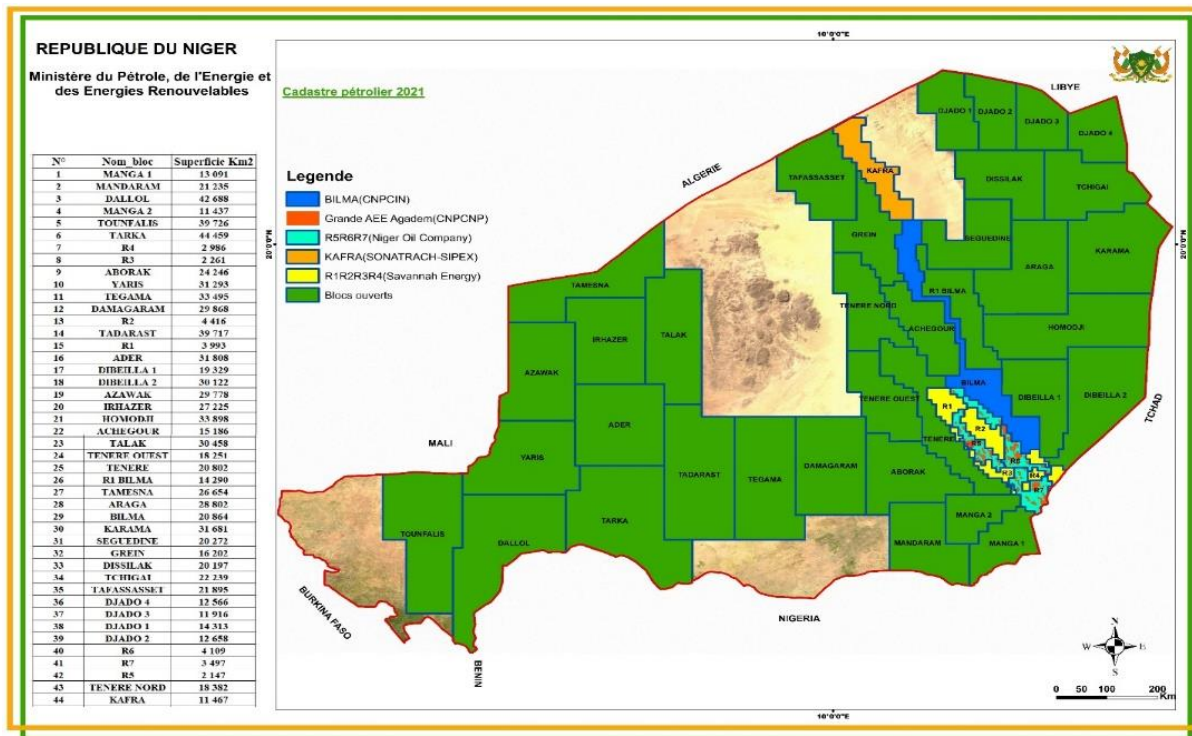 REPUBLIQUE DU NIGER
Ministère du Pétrole, de l'Energie et
des Energies Renouvelables
Cadastre pétrolier 2021
N° Nom_bloc Superficie Km2
1 MANGA 1 13 091
2 MANDARAM 21 235
3 DALLOL 42 688
4 MANGA 2 11 437
5 TOUNFALIS 39 726
6 TARKA 44 459
7 R4 2 986
8 R3 2 261
9 ABORAK 24 246
10 YARIS 31 293
11 TEGAMA 33 495
12 DAMAGARAM 29 868
13 R2 4 416
14 TADARAST 39 717
15 R1 3 993
16 ADER 31 808
17 DIBEILLA 1 19 329
18 DIBEILLA 2 30 122
19 AZAWAK 29 778
20 IRHAZER 27 225
21 HOMODJI 33 898
22 ACHEGOUR 15 186
23 TALAK 30 458
24 TENERE OUEST 18 251
25 TENERE 20 802
26 R1 BILMA 14 290
27 TAMESNA 26 654
28 ARAGA 28 802
29 BILMA 20 864
30 KARAMA 31 681
31 SEGUEDINE 20 272
32 GREIN 16 202
33 DISSILAK 20 197
34 TCHIGAI 22 239
35 TAFASSASSET 21 895
36 DJADO 4 12 566
37 DJADO 3 11 916
38 DJADO 1 14 313
39 DJADO 2 12 658
40 R6 4 109
41 R7 3 497
42 R5 2 147
43 TENERE NORD 18 382
44 KAFRA 11 467
Legende
BILMA(CNPCIN)
Grande AEE Agadem(CNPCNP)
R5R6R7(Niger Oil Company)
KAFRA(SONATRACH-SIPEX)
R1R2R3R4(Savannah Energy)
Blocs ouverts
10°0'0"E
20°0'0"N
20°0'0"N
10°0'0"E
ALGERIE
LIBYE
TCHAD
NIGERIA
BENIN
BURKINA FASO
MALI
DJADO 1
DJADO 2
DJADO 3
DJADO 4
KAFRA
TAFASSASSET
DISSILAK
TCHIGAI
GREIN
SEGUEDINE
KARAMA
ARAGA
R1 BILMA
TAMESNA
TENERE NORD
HOMODJI
ACHEGOUR
IRHAZER
TALAK
AZAWAK
BILMA
DIBEILLA 1
DIBEILLA 2
TENERE OUEST
R1
ADER
R2
TENERE
YARIS
DAMAGARAM
TADARAST
TEGAMA
ABORAK
R3
R4
R7
TARKA
MANGA 2
TOUNFALIS
DALLOL
MANDARAM
MANGA 1
N
W
E
S
0 50 100 200
Km